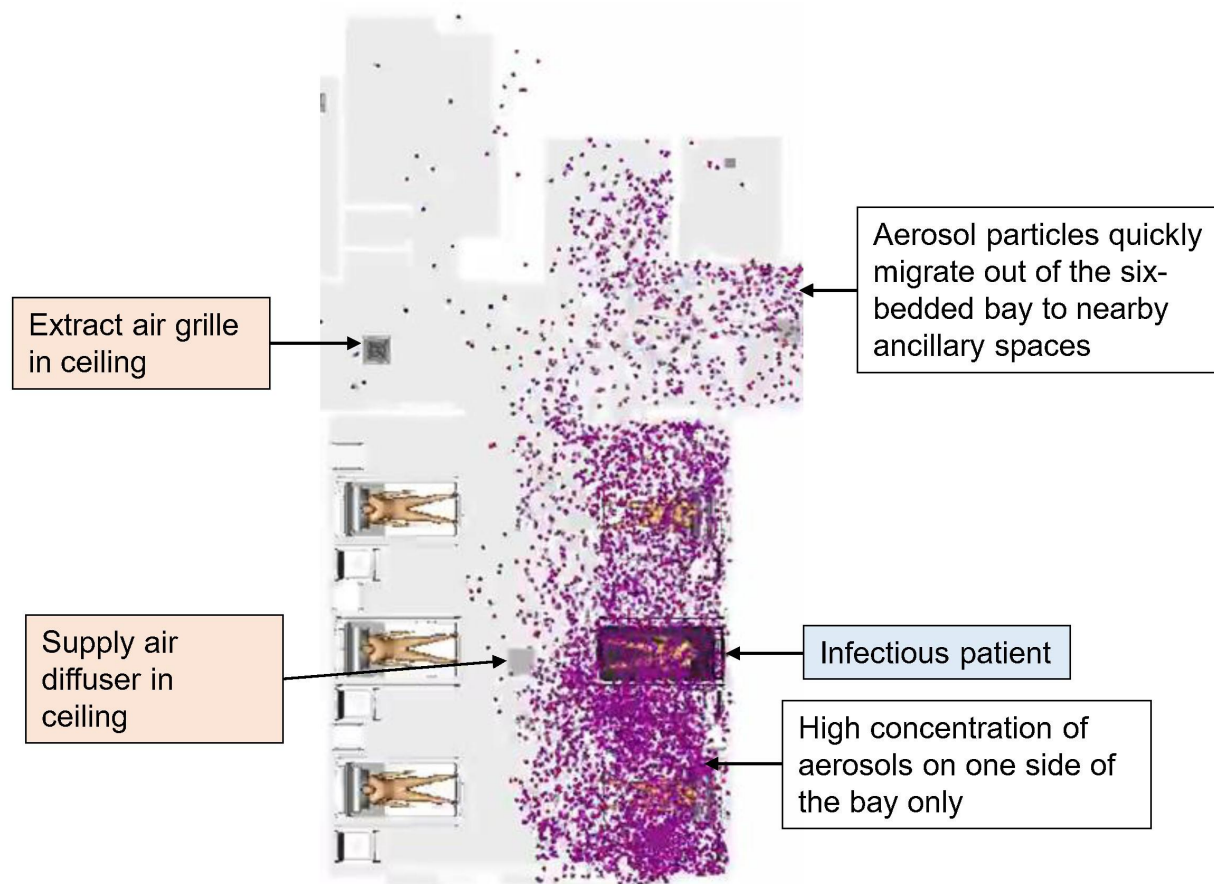 Aerosol particles quickly
migrate out of the six-
bedded bay to nearby
ancillary spaces
Extract air grille
in ceiling
Supply air
diffuser in
ceiling
Infectious patient
High concentration of
aerosols on one side of
the bay only